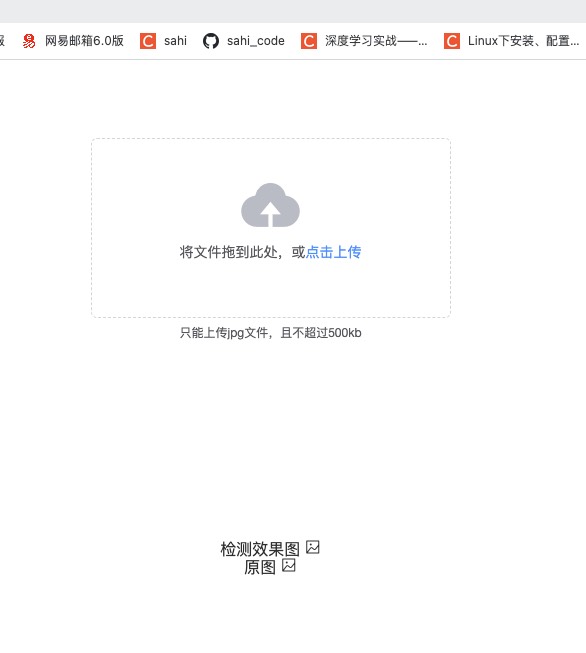 报 网易邮箱6.0版 sahi sahi_code 深度学习实战——... Linux下安装、配置...
将文件拖到此处，或点击上传
只能上传jpg文件，且不超过500kb
检测效果图
原图